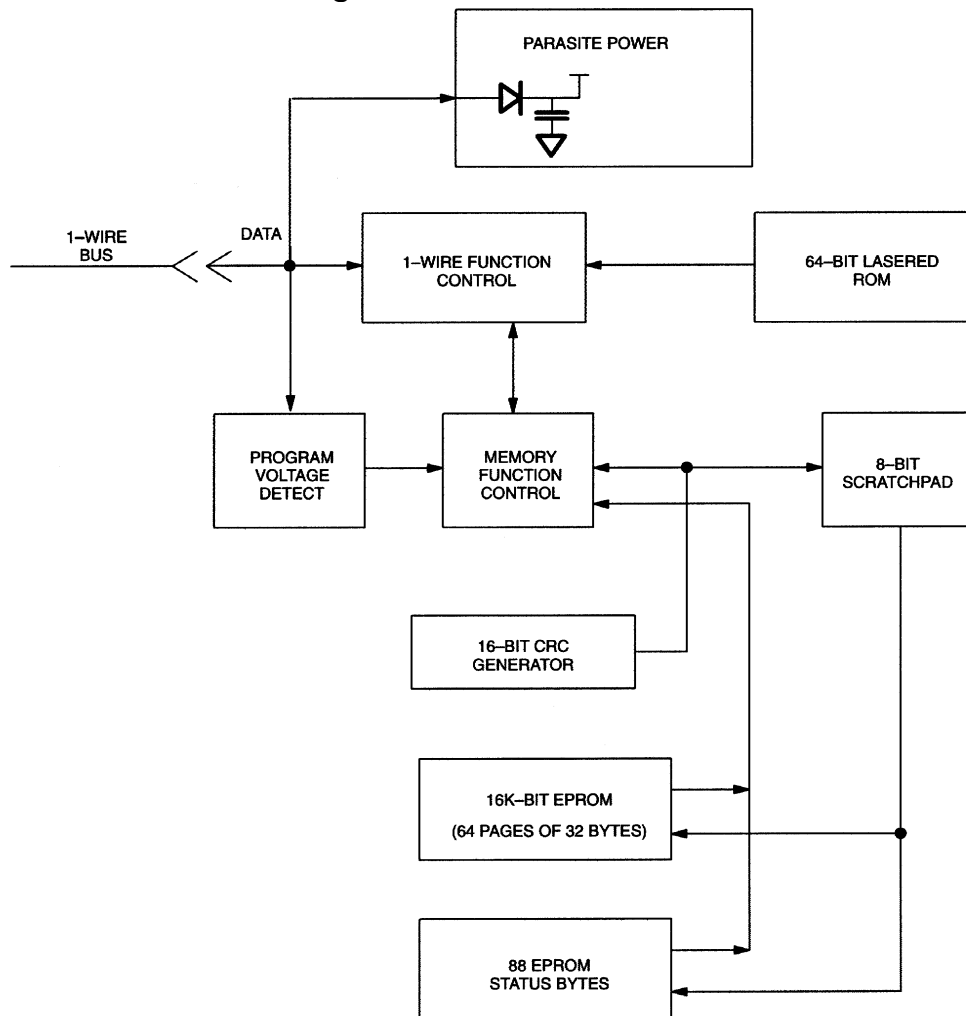 PARASITE POWER
1–WIRE
BUS
DATA
1–WIRE FUNCTION
CONTROL
64–BIT LASERED
ROM
PROGRAM
VOLTAGE
DETECT
MEMORY
FUNCTION
CONTROL
8–BIT
SCRATCHPAD
16–BIT CRC
GENERATOR
16K–BIT EPROM
(64 PAGES OF 32 BYTES)
88 EPROM
STATUS BYTES